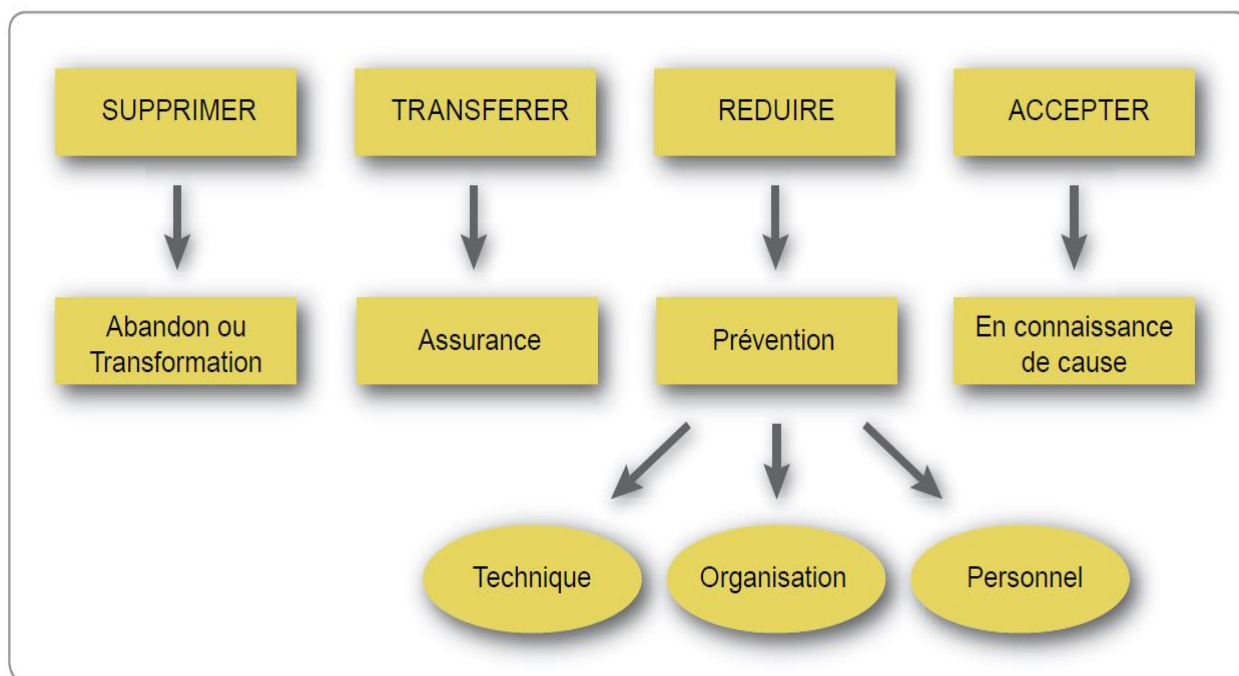 SUPPRIMER
TRANSFERER
REDUIRE
ACCEPTER
Abandon ou
Transformation
Assurance
Prévention
En connaissance
de cause
Technique
Organisation
Personnel